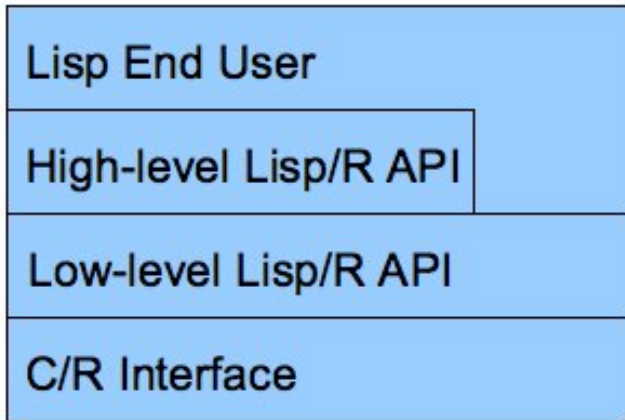 Lisp End User
High-level Lisp/R API
Low-level Lisp/R API
C/R Interface